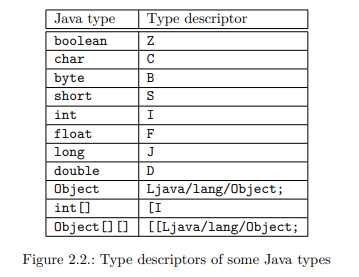 Java type Type descriptor
boolean Z
char C
byte B
short S
int I
float F
long J
double D
Object Ljava/lang/Object;
int[] [I
Object[][] [[Ljava/lang/Object;
Figure 2.2.: Type descriptors of some Java types